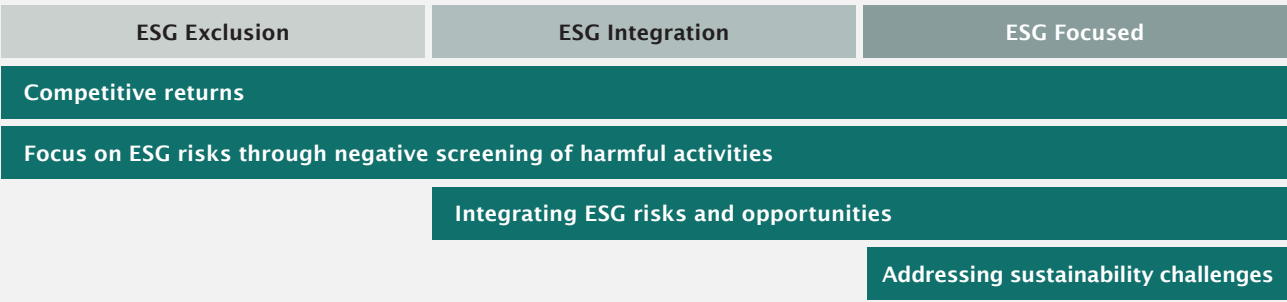 ESG Exclusion
ESG Integration
ESG Focused
Competitive returns
Focus on ESG risks through negative screening of harmful activities
Integrating ESG risks and opportunities
Addressing sustainability challenges